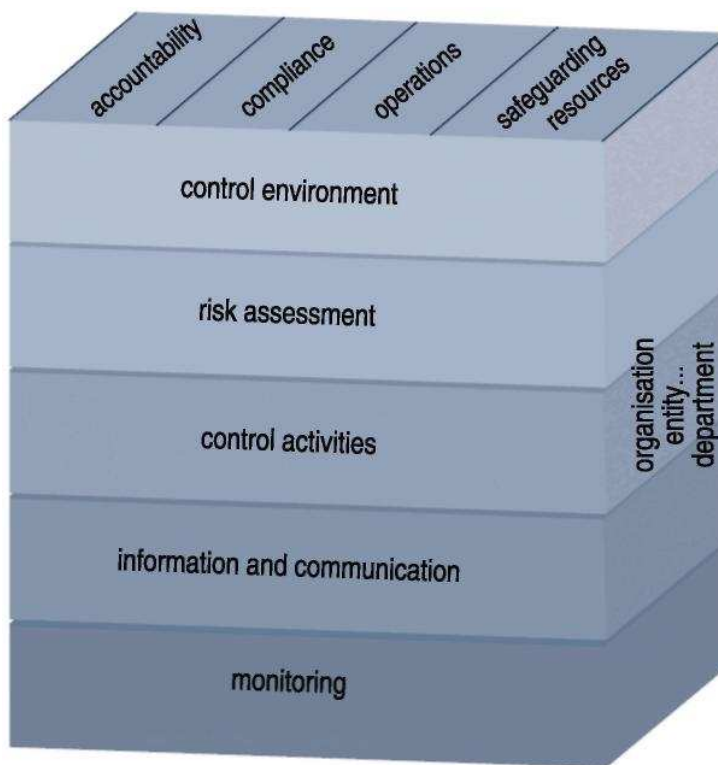 accountability
compliance
operations
safeguarding
resources
control environment
risk assessment
control activities
information and communication
monitoring
organisation
entity...
department